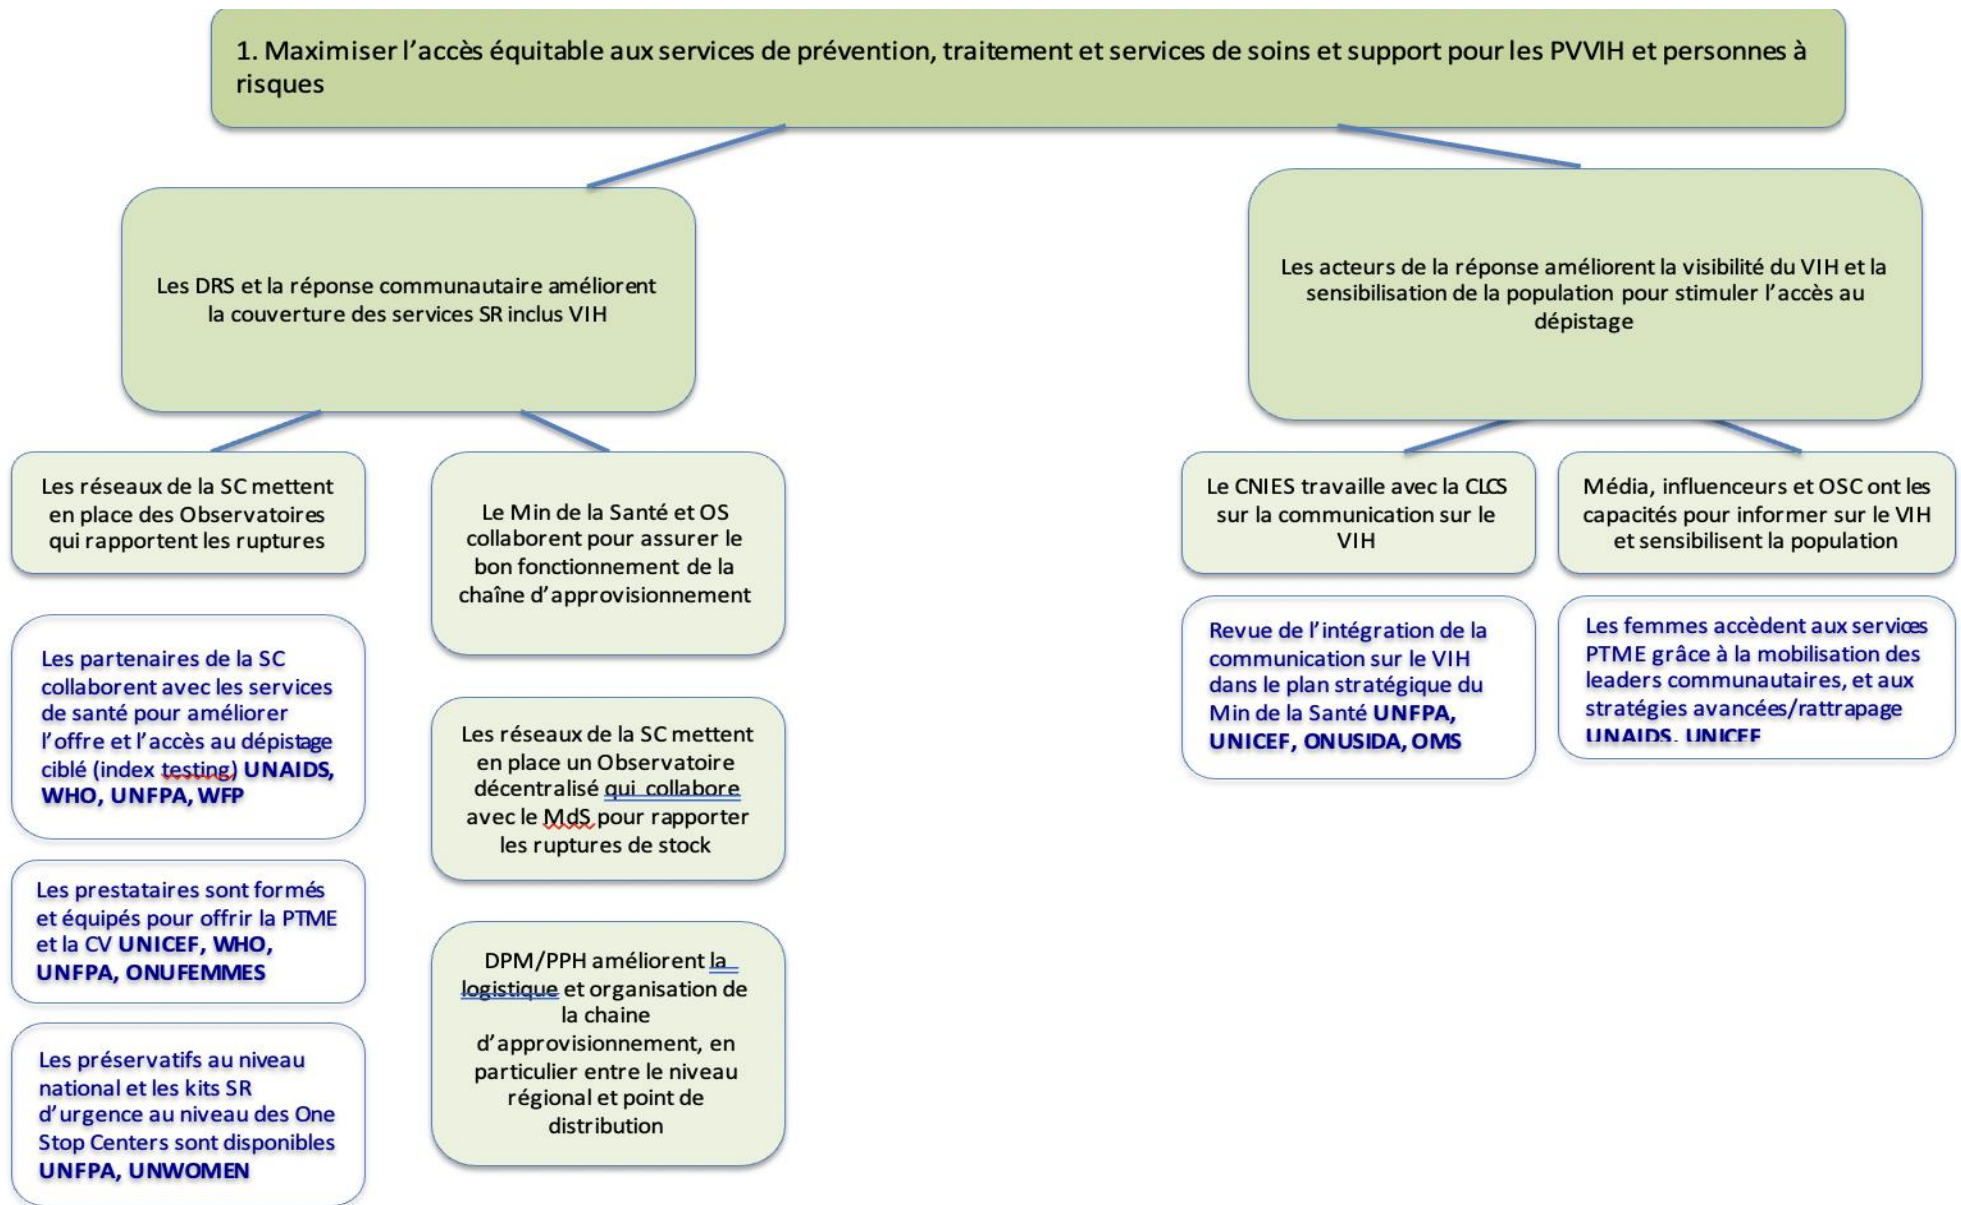 1. Maximiser l’accès équitable aux services de prévention, traitement et services de soins et support pour les PVVIH et personnes à
risques
Les DRS et la réponse communautaire améliorent
la couverture des services SR inclus VIH
Les acteurs de la réponse améliorent la visibilité du VIH et la
sensibilisation de la population pour stimuler l’accès au
dépistage
Les réseaux de la SC mettent
en place des Observatoires
qui rapportent les ruptures
Les partenaires de la SC
collaborent avec les services
de santé pour améliorer
l’offre et l’accès au dépistage
ciblé (index testing) UNAIDS,
WHO, UNFPA, WFP
Les prestataires sont formés
et équipés pour offrir la PTME
et la CV UNICEF, WHO,
UNFPA, ONUFEMMES
Les préservatifs au niveau
national et les kits SR
d’urgence au niveau des One
Stop Centers sont disponibles
UNFPA, UNWOMEN
Le Min de la Santé et OS
collaborent pour assurer le
bon fonctionnement de la
chaîne d’approvisionnement
Les réseaux de la SC mettent
en place un Observatoire
décentralisé qui collabore
avec le MdS pour rapporter
les ruptures de stock
DPM/PPH améliorent la
logistique et organisation de
la chaine
d’approvisionnement, en
particulier entre le niveau
régional et point de
distribution
Le CNIES travaille avec la CLCS
sur la communication sur le
VIH
Revue de l’intégration de la
communication sur le VIH
dans le plan stratégique du
Min de la Santé UNFPA,
UNICEF, ONUSIDA, OMS
Média, influenceurs et OSC ont les
capacités pour informer sur le VIH
et sensibilisent la population
Les femmes accèdent aux services
PTME grâce à la mobilisation des
leaders communautaires, et aux
stratégies avancées/rattrapage
UNAIDS, UNICEF